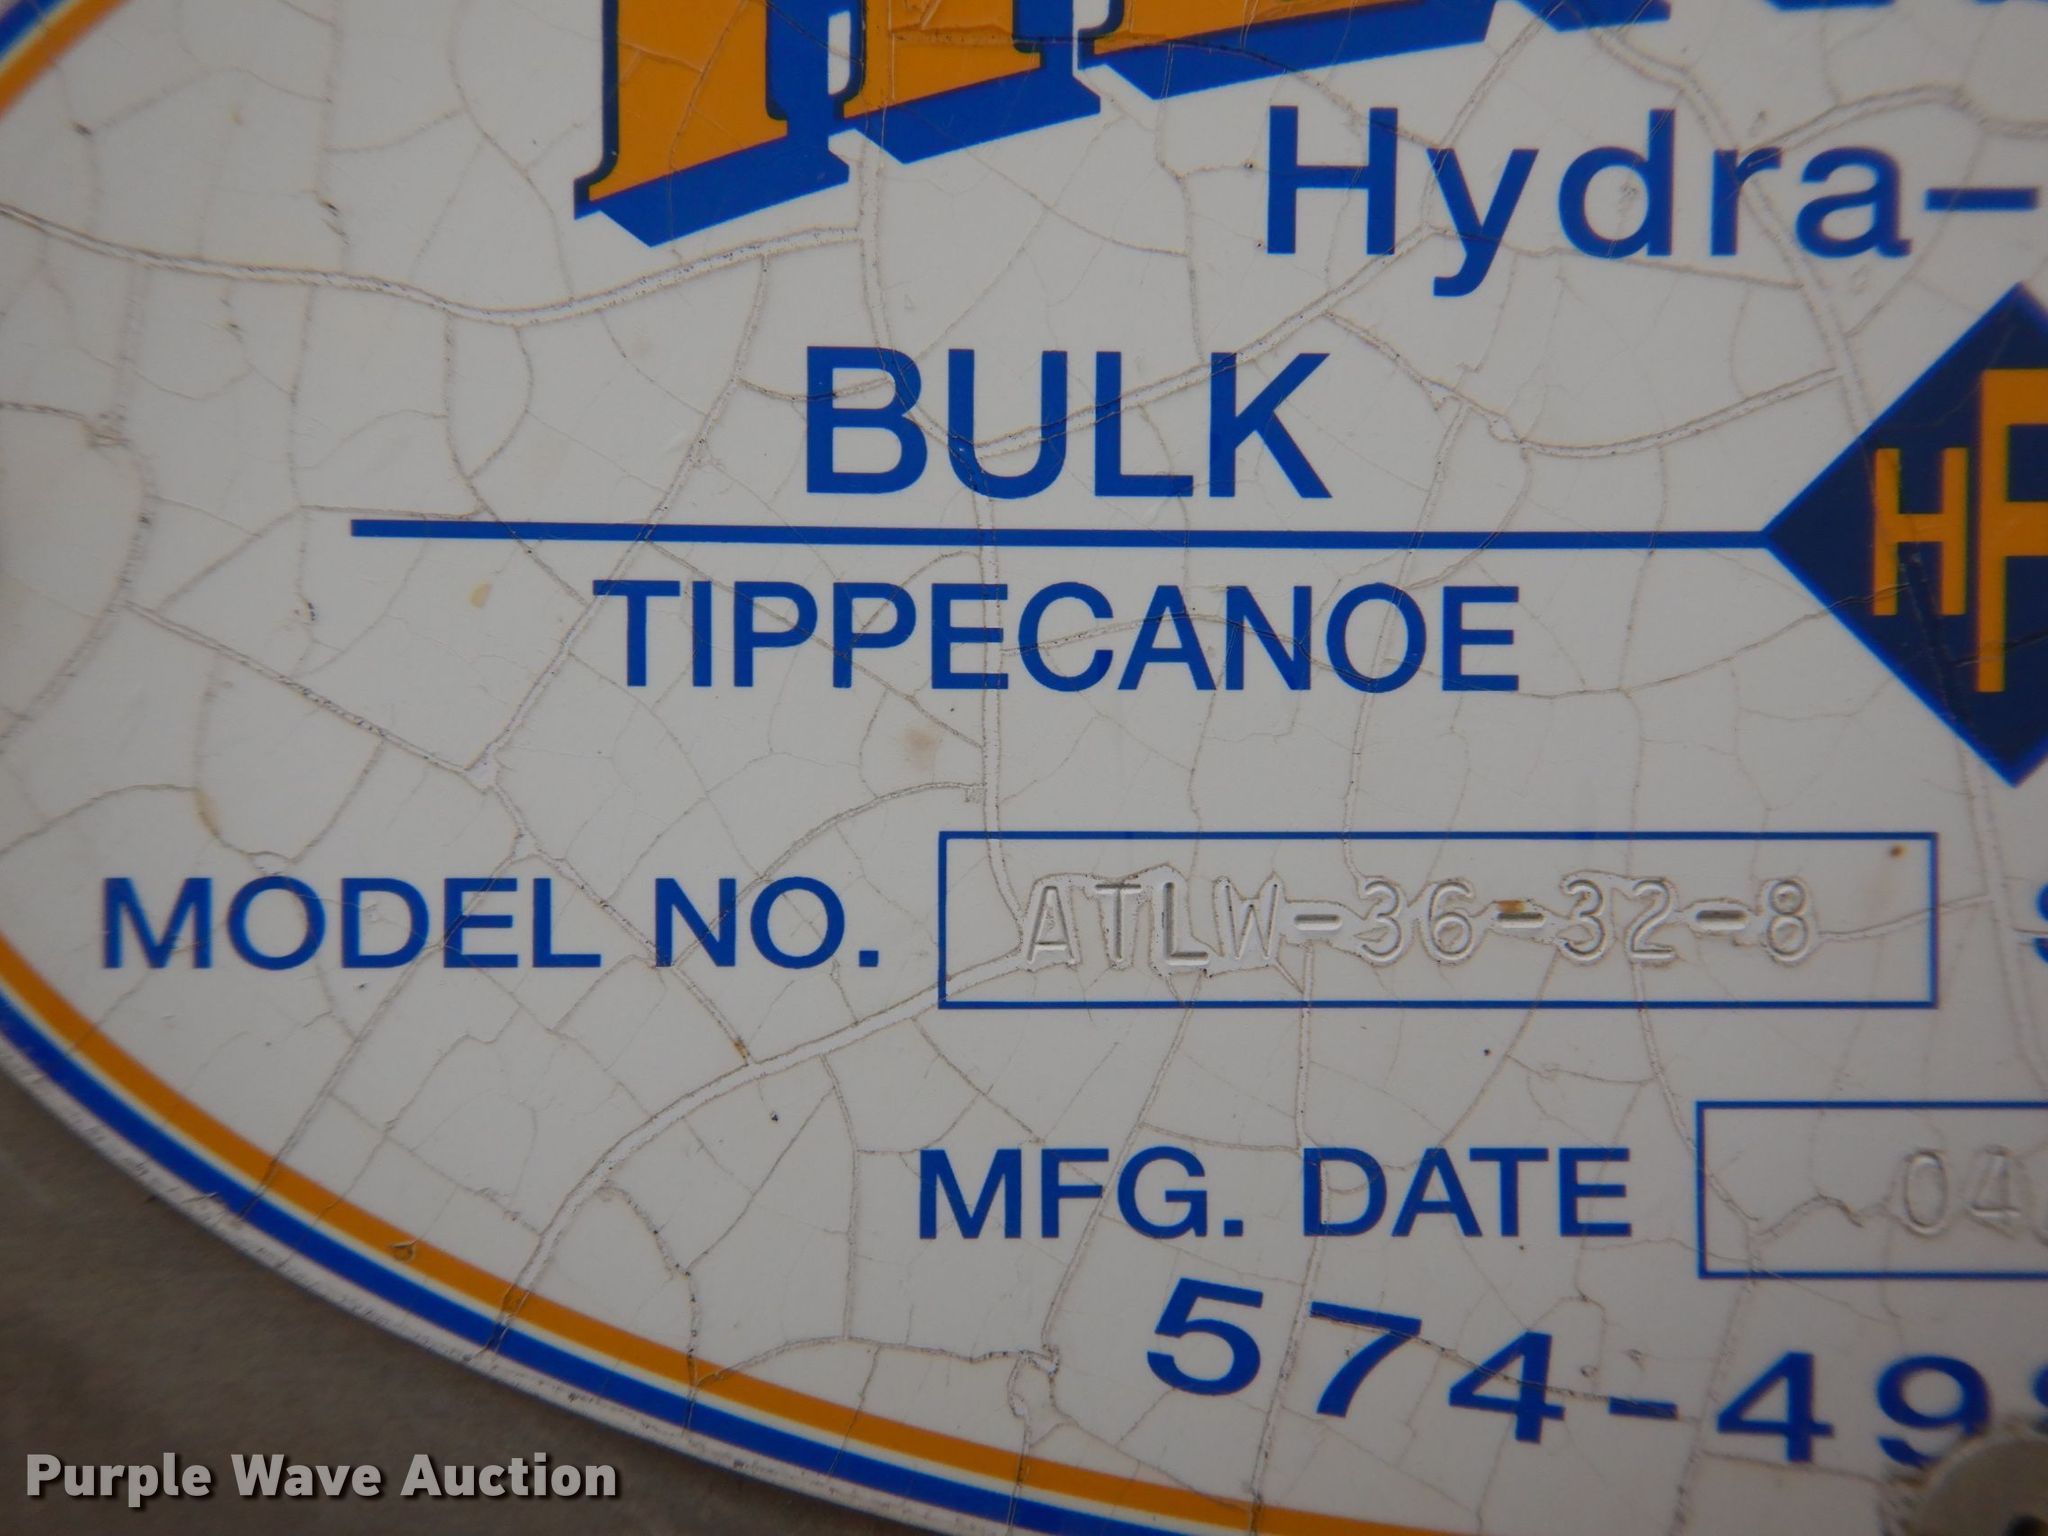 Hydra-
BULK
TIPPECANOE
HF
MODEL NO. ATLW-36-32-8
MFG. DATE 04
574-49
Purple Wave Auction